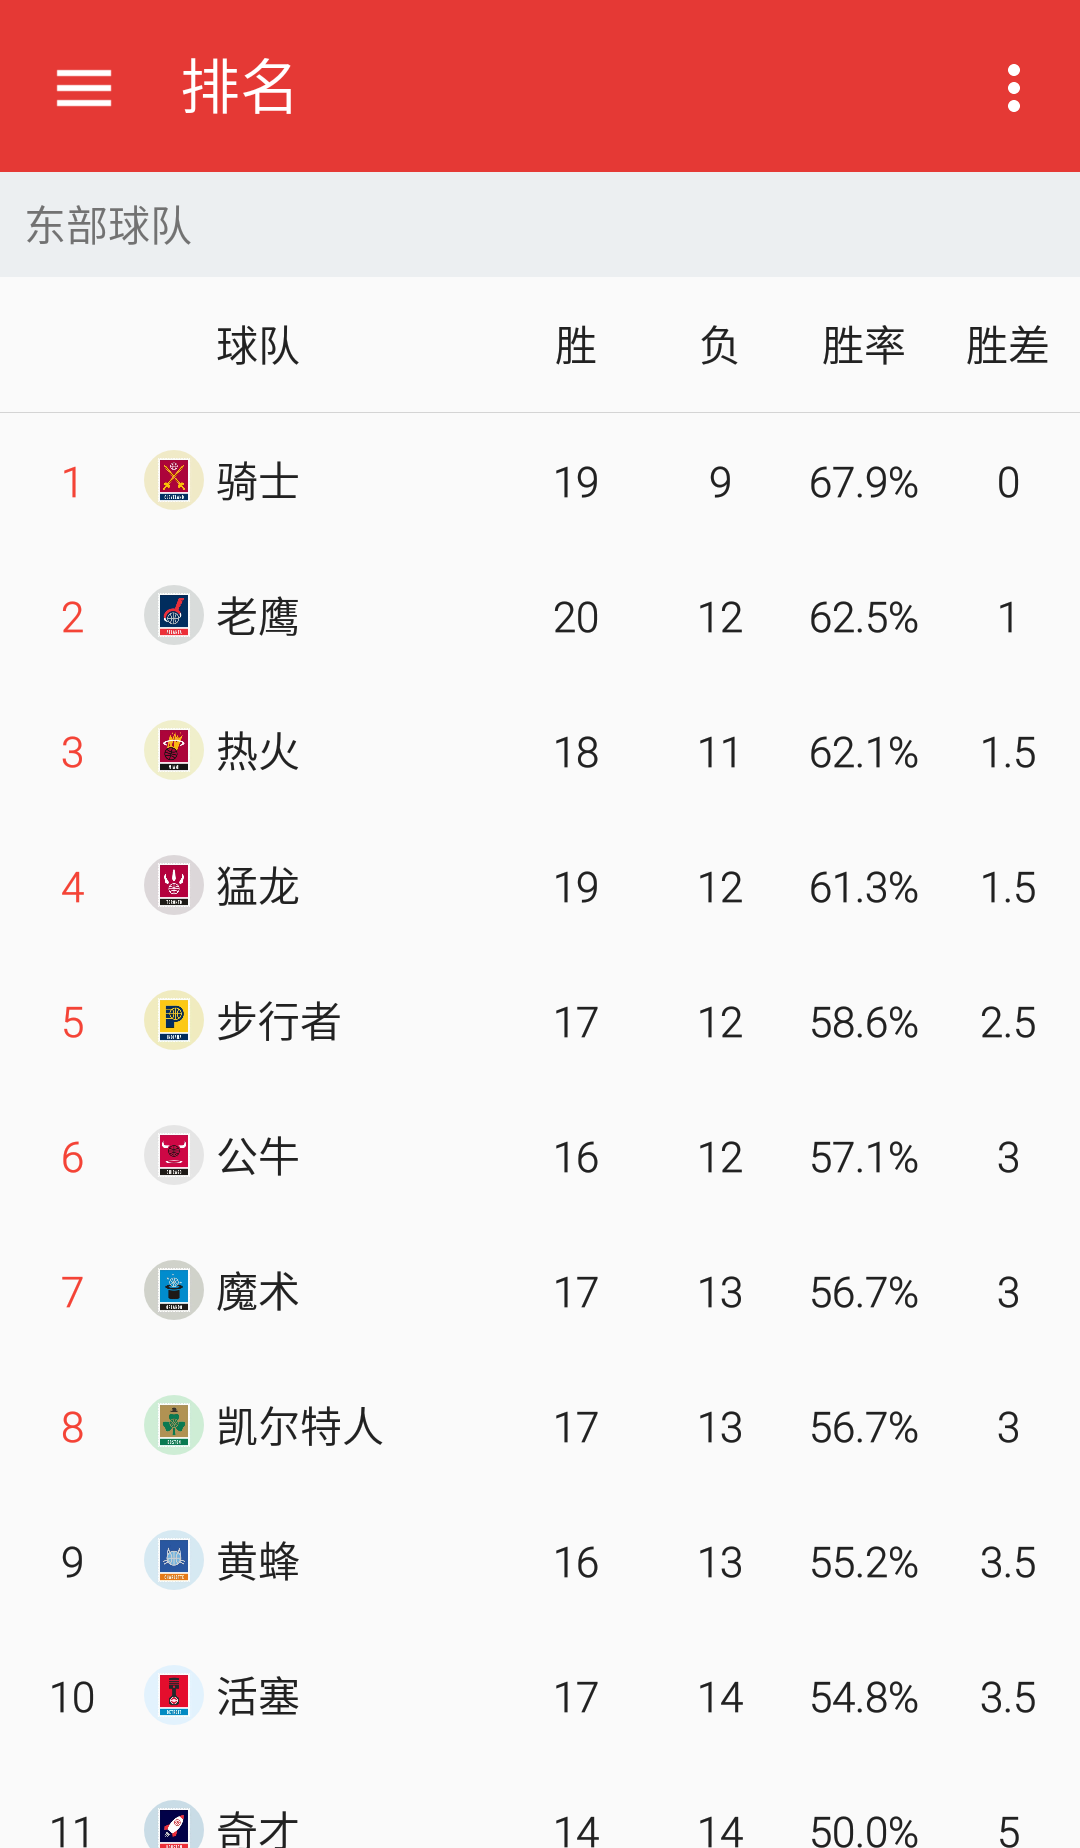 排名
东部球队
球队 胜 负 胜率 胜差
1 骑士 19 9 67.9% 0
2 老鹰 20 12 62.5% 1
3 热火 18 11 62.1% 1.5
4 猛龙 19 12 61.3% 1.5
5 步行者 17 12 58.6% 2.5
6 公牛 16 12 57.1% 3
7 魔术 17 13 56.7% 3
8 凯尔特人 17 13 56.7% 3
9 黄蜂 16 13 55.2% 3.5
10 活塞 17 14 54.8% 3.5
11 奇才 14 14 50.0% 5